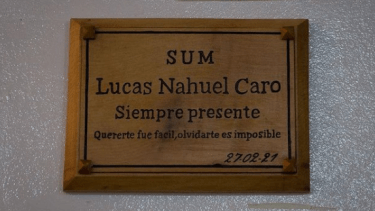 SUM
Lucas Nahuel Caro
Siempre presente
Quererte fue facil,olvidarte es imposible
27-02-21